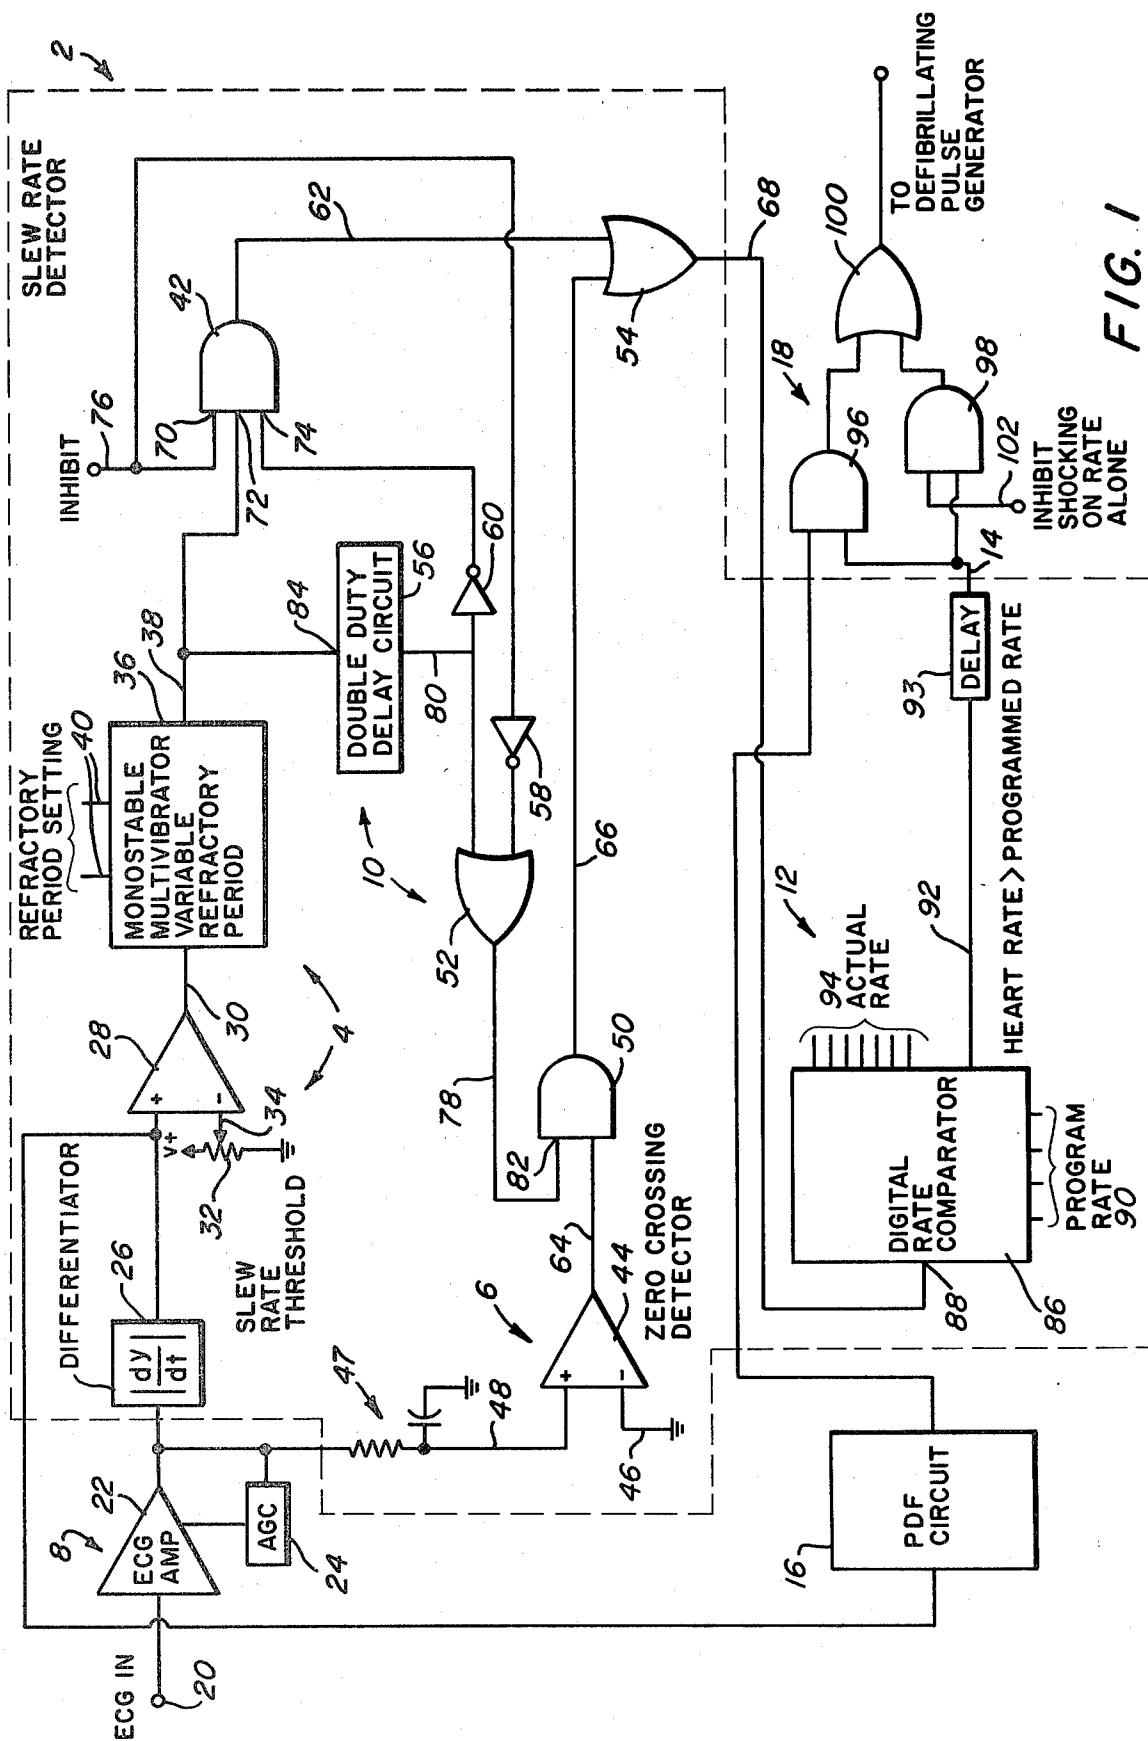 ECG IN
20
8
22
ECG
AMP
AGC
24
DIFFERENTIATOR
26
dy
dt
SLEW
RATE
THRESHOLD
V+
32
34
28
+
-
30
4
REFRACTORY
PERIOD SETTING
40
MONOSTABLE
MULTIVIBRATOR
VARIABLE
REFRACTORY
PERIOD
36
38
INHIBIT
76
70
72
74
42
SLEW RATE
DETECTOR
2
62
84
DOUBLE DUTY
DELAY CIRCUIT
56
80
60
58
10
52
78
82
50
66
54
68
47
48
46
6
+
-
64
44
ZERO CROSSING
DETECTOR
16
PDF
CIRCUIT
88
86
DIGITAL
RATE
COMPARATOR
94
ACTUAL
RATE
12
PROGRAM
RATE
90
92
HEART RATE > PROGRAMMED RATE
93
DELAY
14
18
96
98
INHIBIT
SHOCKING
ON RATE
ALONE
102
100
TO
DEFIBRILLATING
PULSE
GENERATOR
FIG. 1